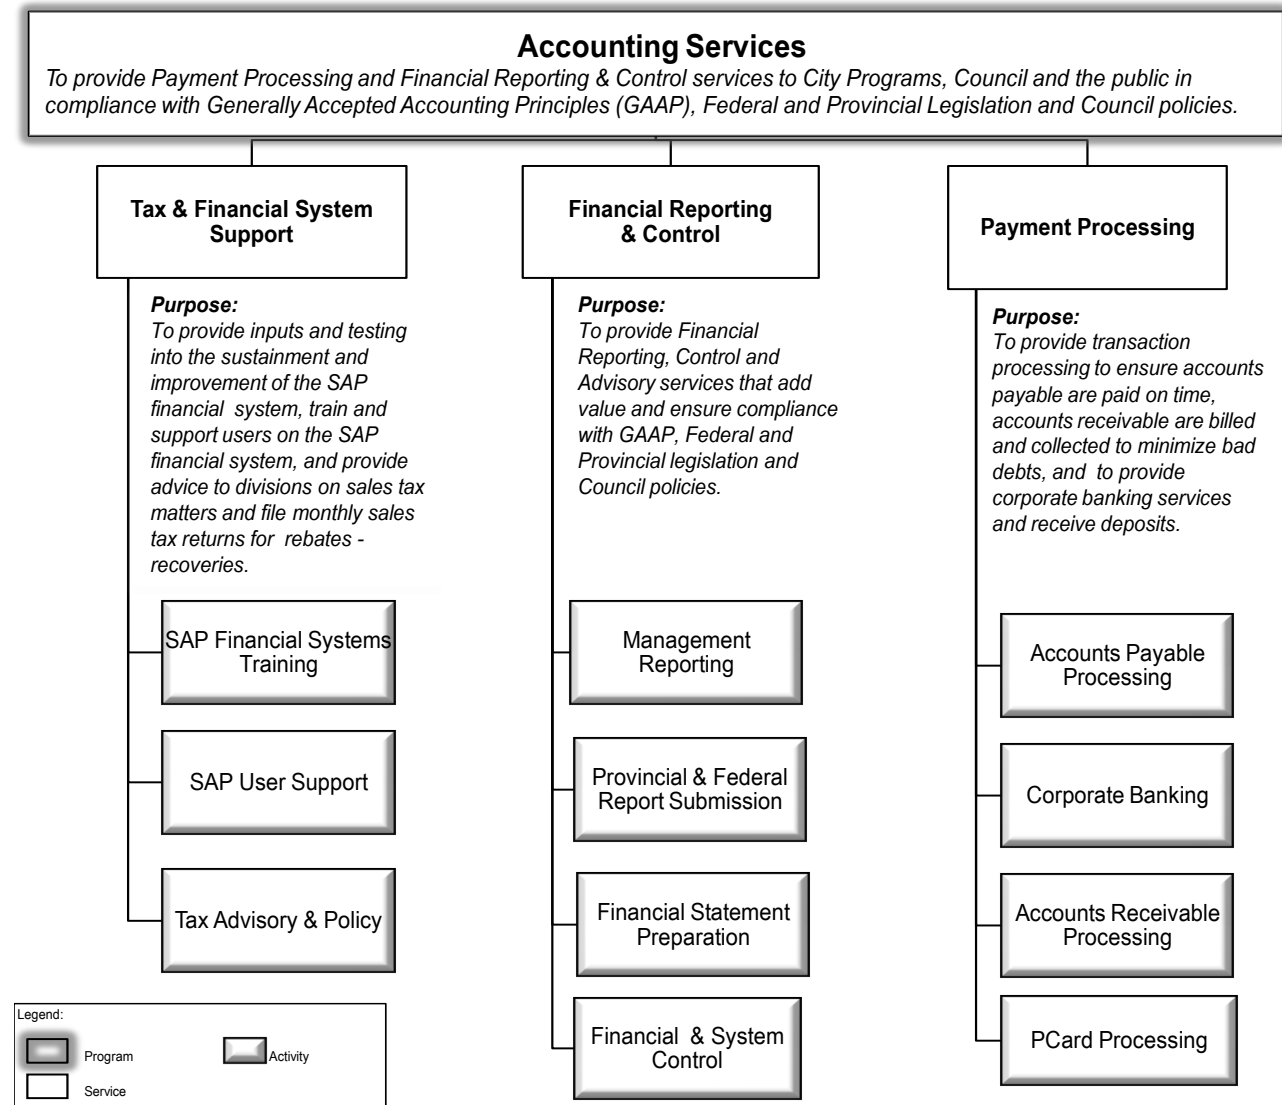 Accounting Services
To provide Payment Processing and Financial Reporting & Control services to City Programs, Council and the public in
compliance with Generally Accepted Accounting Principles (GAAP), Federal and Provincial Legislation and Council policies.
Tax & Financial System
Support
Purpose:
To provide inputs and testing
into the sustainment and
improvement of the SAP
financial system, train and
support users on the SAP
financial system, and provide
advice to divisions on sales tax
matters and file monthly sales
tax returns for rebates -
recoveries.
SAP Financial Systems
Training
SAP User Support
Tax Advisory & Policy
Financial Reporting
& Control
Purpose:
To provide Financial
Reporting, Control and
Advisory services that add
value and ensure compliance
with GAAP, Federal and
Provincial legislation and
Council policies.
Management
Reporting
Provincial & Federal
Report Submission
Financial Statement
Preparation
Financial & System
Control
Payment Processing
Purpose:
To provide transaction
processing to ensure accounts
payable are paid on time,
accounts receivable are billed
and collected to minimize bad
debts, and to provide
corporate banking services
and receive deposits.
Accounts Payable
Processing
Corporate Banking
Accounts Receivable
Processing
PCard Processing
Legend:
Program
Activity
Service